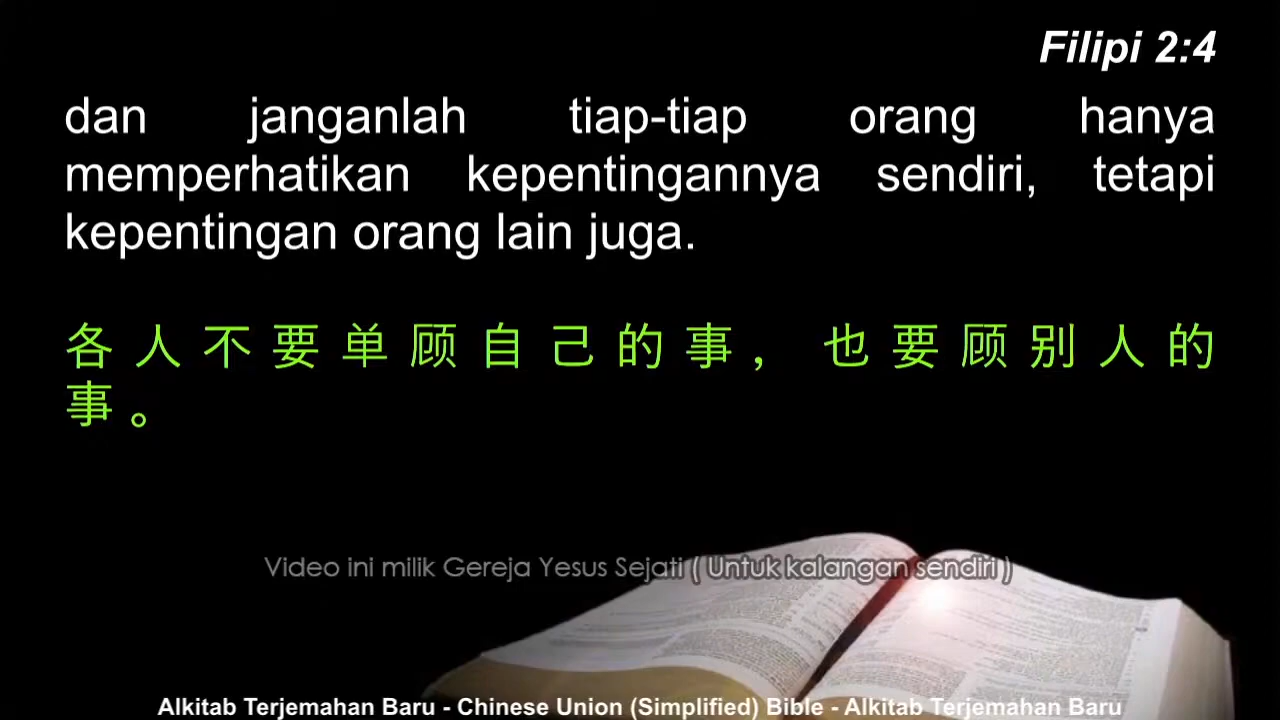 Filipi 2:4
dan janganlah tiap-tiap orang hanya
memperhatikan kepentingannya sendiri, tetapi
kepentingan orang lain juga.
各人不要单顾自己的事, 也要顾别人的
事。
Video ini milik Gereja Yesus Sejati ( Untuk kalangan sendiri )
Alkitab Terjemahan Baru - Chinese Union (Simplified) Bible - Alkitab Terjemahan Baru